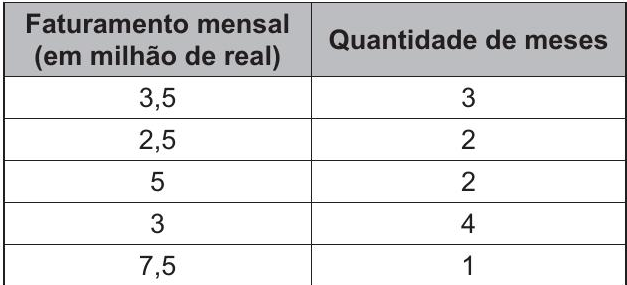 Faturamento mensal
(em milhão de real)
Quantidade de meses
3,5 3
2,5 2
5 2
3 4
7,5 1